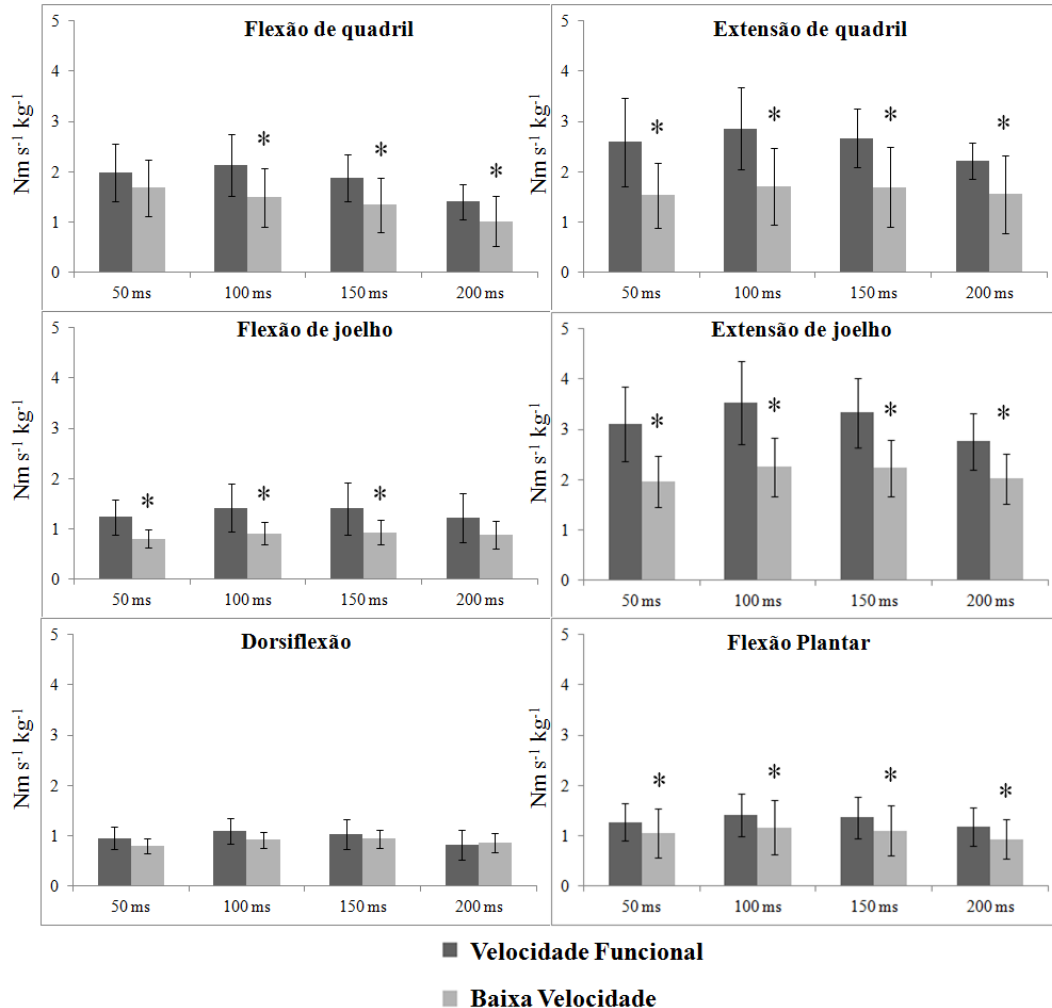 Flexão de quadril
Nm s⁻¹ kg⁻¹
5
4
3
2
1
0
*
*
*
50 ms 100 ms 150 ms 200 ms
Extensão de quadril
Nm s⁻¹ kg⁻¹
5
4
3
2
1
0
* * * *
50 ms 100 ms 150 ms 200 ms
Flexão de joelho
Nm s⁻¹ kg⁻¹
5
4
3
2
1
0
* * *
50 ms 100 ms 150 ms 200 ms
Extensão de joelho
Nm s⁻¹ kg⁻¹
5
4
3
2
1
0
* * * *
50 ms 100 ms 150 ms 200 ms
Dorsiflexão
Nm s⁻¹ kg⁻¹
5
4
3
2
1
0
50 ms 100 ms 150 ms 200 ms
Flexão Plantar
Nm s⁻¹ kg⁻¹
5
4
3
2
1
0
* * * *
50 ms 100 ms 150 ms 200 ms
Velocidade Funcional
Baixa Velocidade